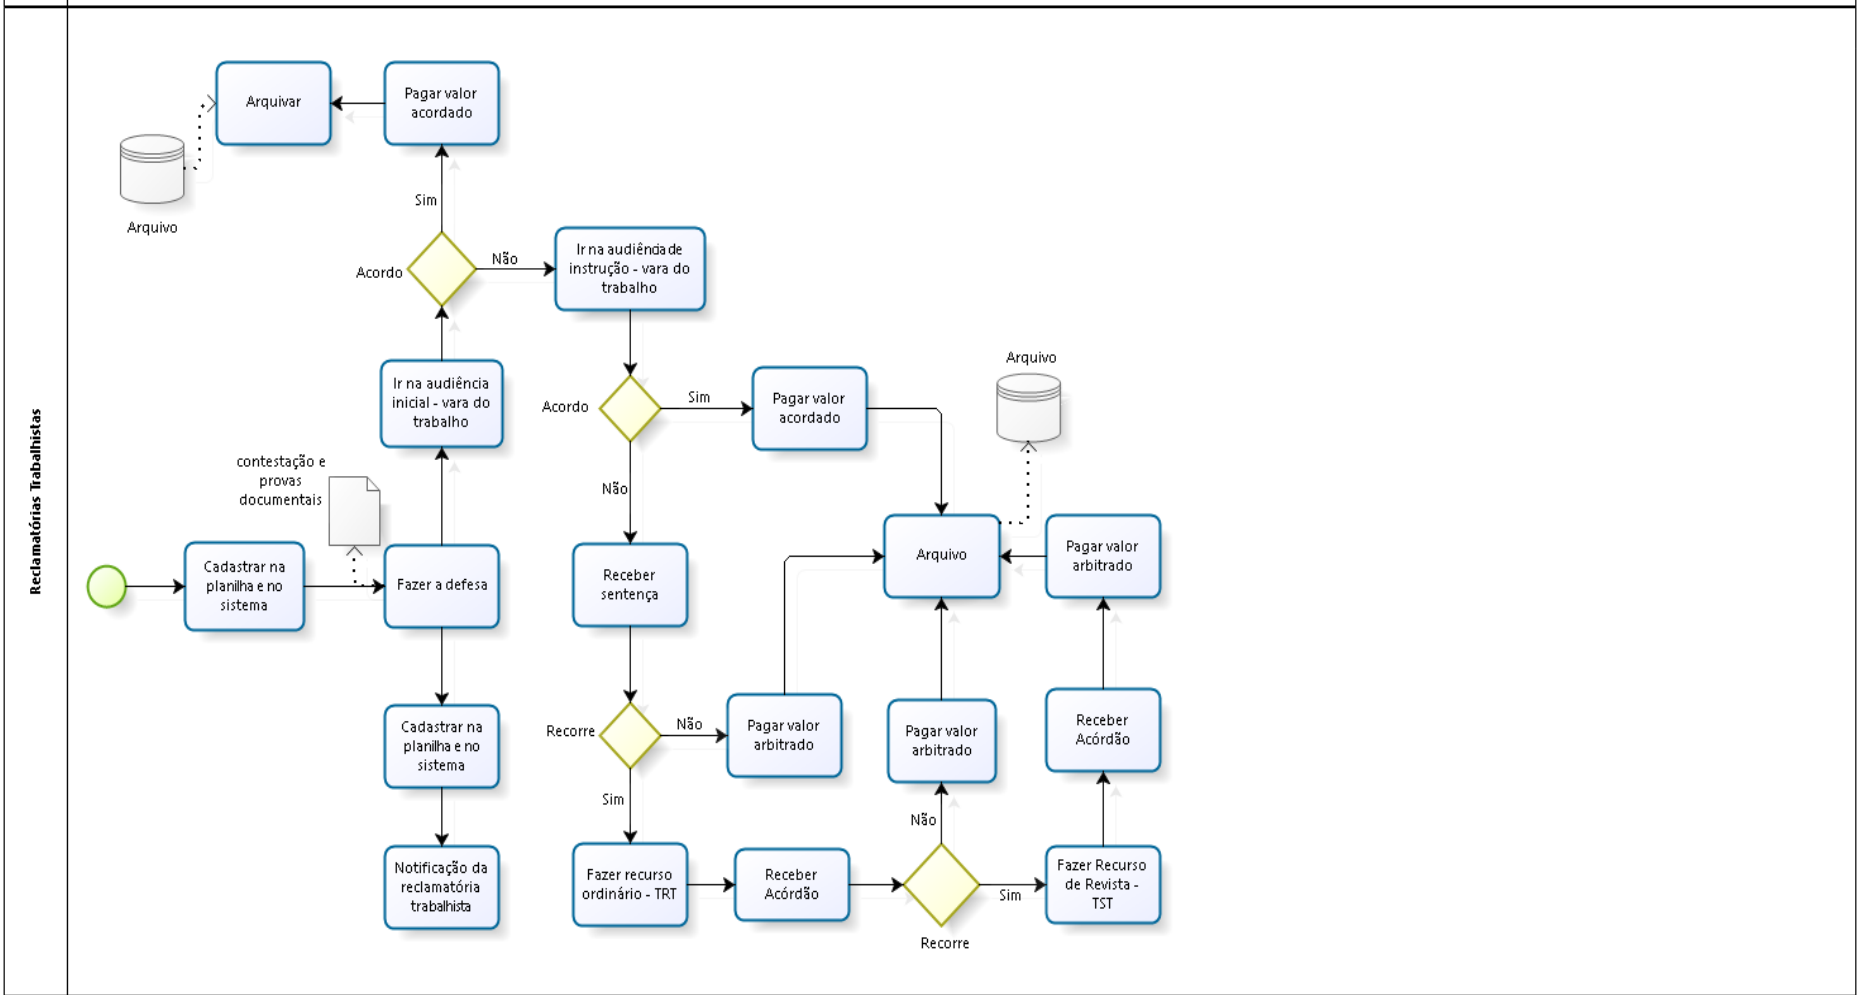 Reclamatórias Trabalhistas
Arquivar
Pagar valor
acordado
Arquivo
Sim
Acordo
Não
Ir na audiência de
instrução - vara do
trabalho
Ir na audiência
inicial - vara do
trabalho
Acordo
Sim
Pagar valor
acordado
Arquivo
contestação e
provas
documentais
Não
Cadastrar na
planilha e no
sistema
Fazer a defesa
Receber
sentença
Arquivo
Pagar valor
arbitrado
Cadastrar na
planilha e no
sistema
Recorre
Não
Pagar valor
arbitrado
Pagar valor
arbitrado
Receber
Acórdão
Sim
Não
Notificação da
reclamatória
trabalhista
Fazer recurso
ordinário - TRT
Receber
Acórdão
Sim
Fazer Recurso
de Revista -
TST
Recorre